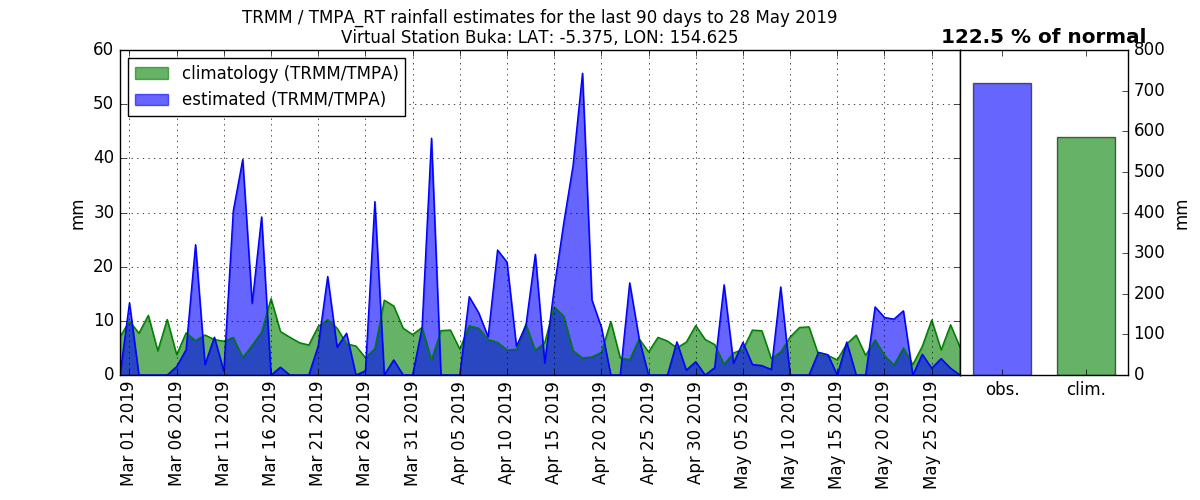 TRMM / TMPA_RT rainfall estimates for the last 90 days to 28 May 2019
Virtual Station Buka: LAT: -5.375, LON: 154.625
122.5 % of normal
climatology (TRMM/TMPA)
estimated (TRMM/TMPA)
60
50
40
30
20
10
0
mm
800
700
600
500
400
300
200
100
0
mm
Mar 01 2019
Mar 06 2019
Mar 11 2019
Mar 16 2019
Mar 21 2019
Mar 26 2019
Mar 31 2019
Apr 05 2019
Apr 10 2019
Apr 15 2019
Apr 20 2019
Apr 25 2019
Apr 30 2019
May 05 2019
May 10 2019
May 15 2019
May 20 2019
May 25 2019
obs.
clim.